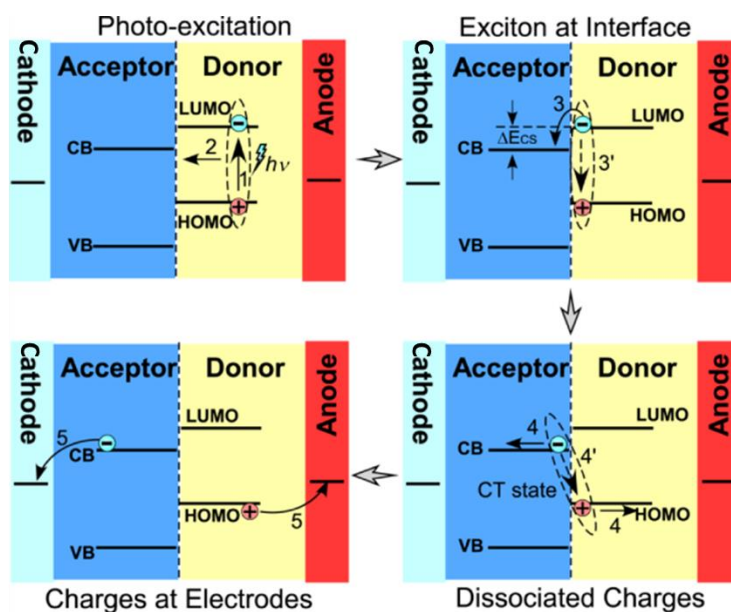 Photo-excitation
Cathode
Acceptor
Donor
Anode
LUMO
CB
2
1
hν
HOMO
VB
Exciton at Interface
Cathode
Acceptor
Donor
Anode
3
LUMO
ΔEcs
CB
3'
HOMO
VB
Cathode
Acceptor
Donor
Anode
LUMO
5
CB
HOMO
5
VB
Charges at Electrodes
Cathode
Acceptor
Donor
Anode
LUMO
4
CB
4'
CT state
4
HOMO
VB
Dissociated Charges